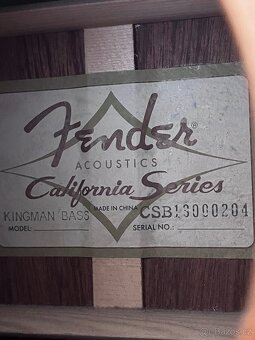 Fender®
ACOUSTICS
California Series
KINGMAN BASS MADE IN CHINA CSB13000204
MODEL: SERIAL NO.: